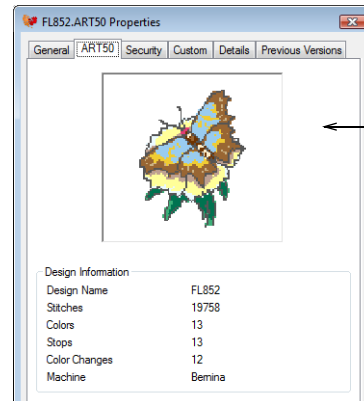 FL852.ART50 Properties
General ART50 Security Custom Details Previous Versions
Design Information
Design Name FL852
Stitches 19758
Colors 13
Stops 13
Color Changes 12
Machine Bernina